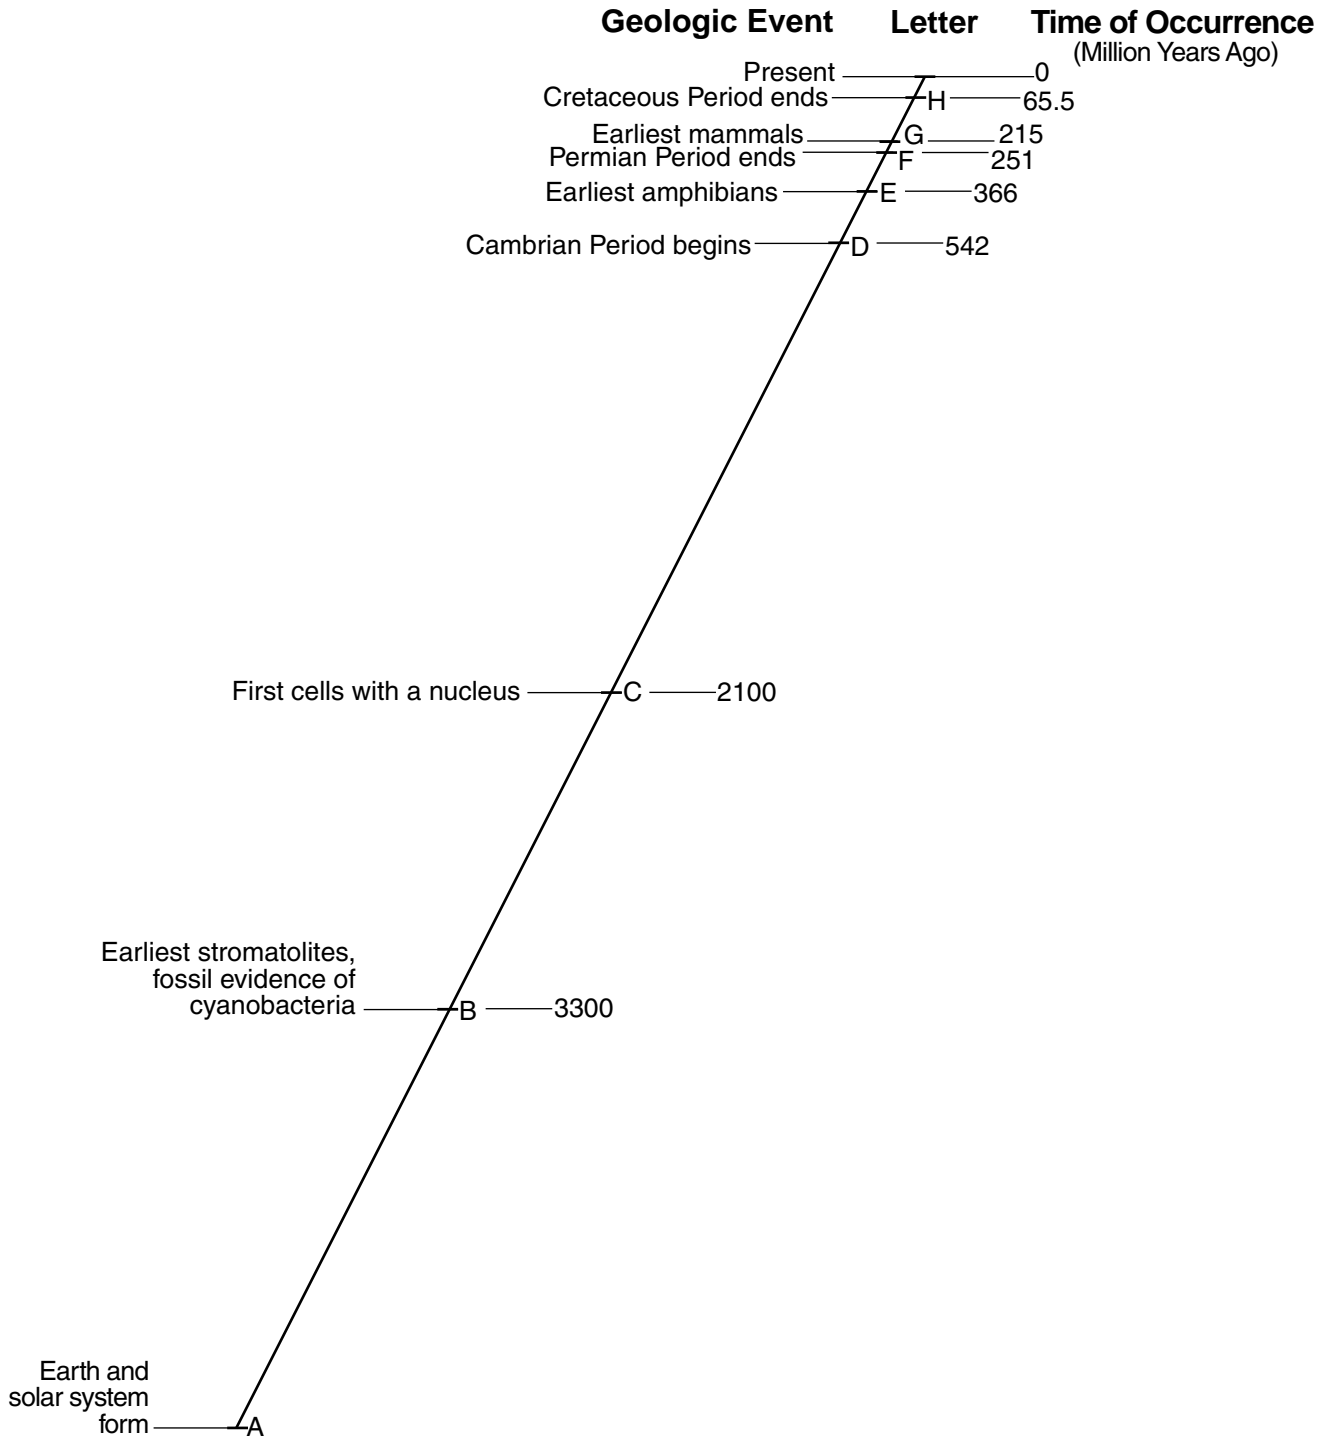 Geologic Event Letter Time of Occurrence
(Million Years Ago)
Present 0
Cretaceous Period ends H 65.5
Earliest mammals G 215
Permian Period ends F 251
Earliest amphibians E 366
Cambrian Period begins D 542
First cells with a nucleus C 2100
Earliest stromatolites,
fossil evidence of
cyanobacteria B 3300
Earth and
solar system
form A